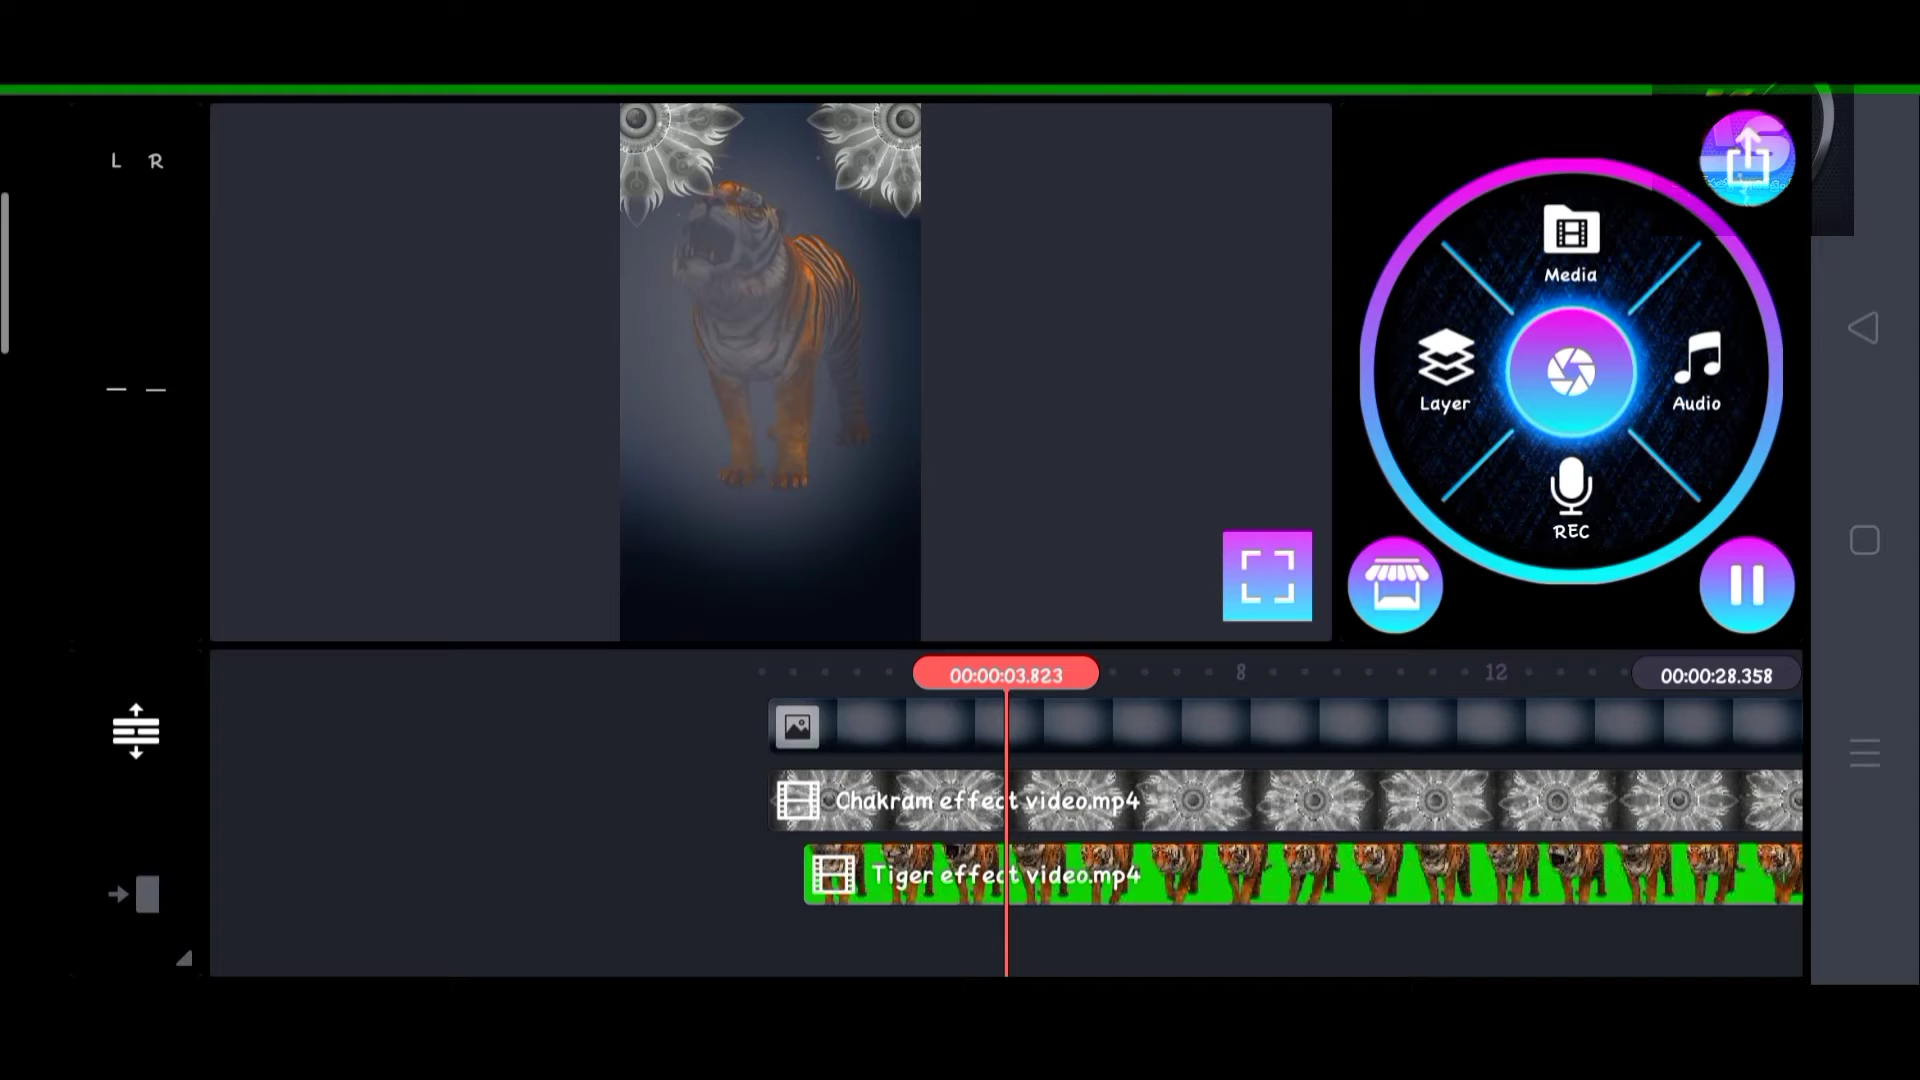 L R
Media
Layer
Audio
REC
00:00:03.823
8
12
00:00:28.358
Chakram effect video.mp4
Tiger effect video.mp4